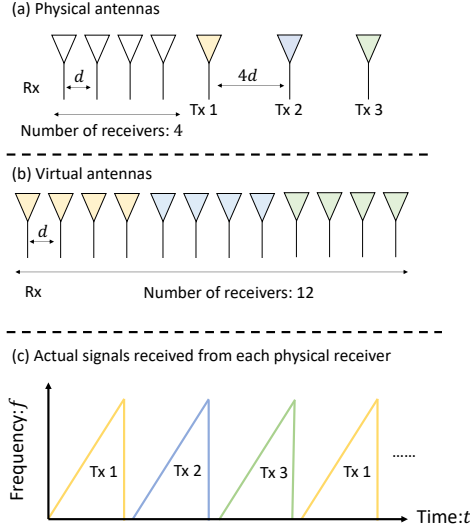 (a) Physical antennas
d
4d
Rx
Tx 1
Tx 2
Tx 3
Number of receivers: 4
(b) Virtual antennas
d
Rx
Number of receivers: 12
(c) Actual signals received from each physical receiver
Frequency:f
Tx 1
Tx 2
Tx 3
Tx 1
......
Time:t